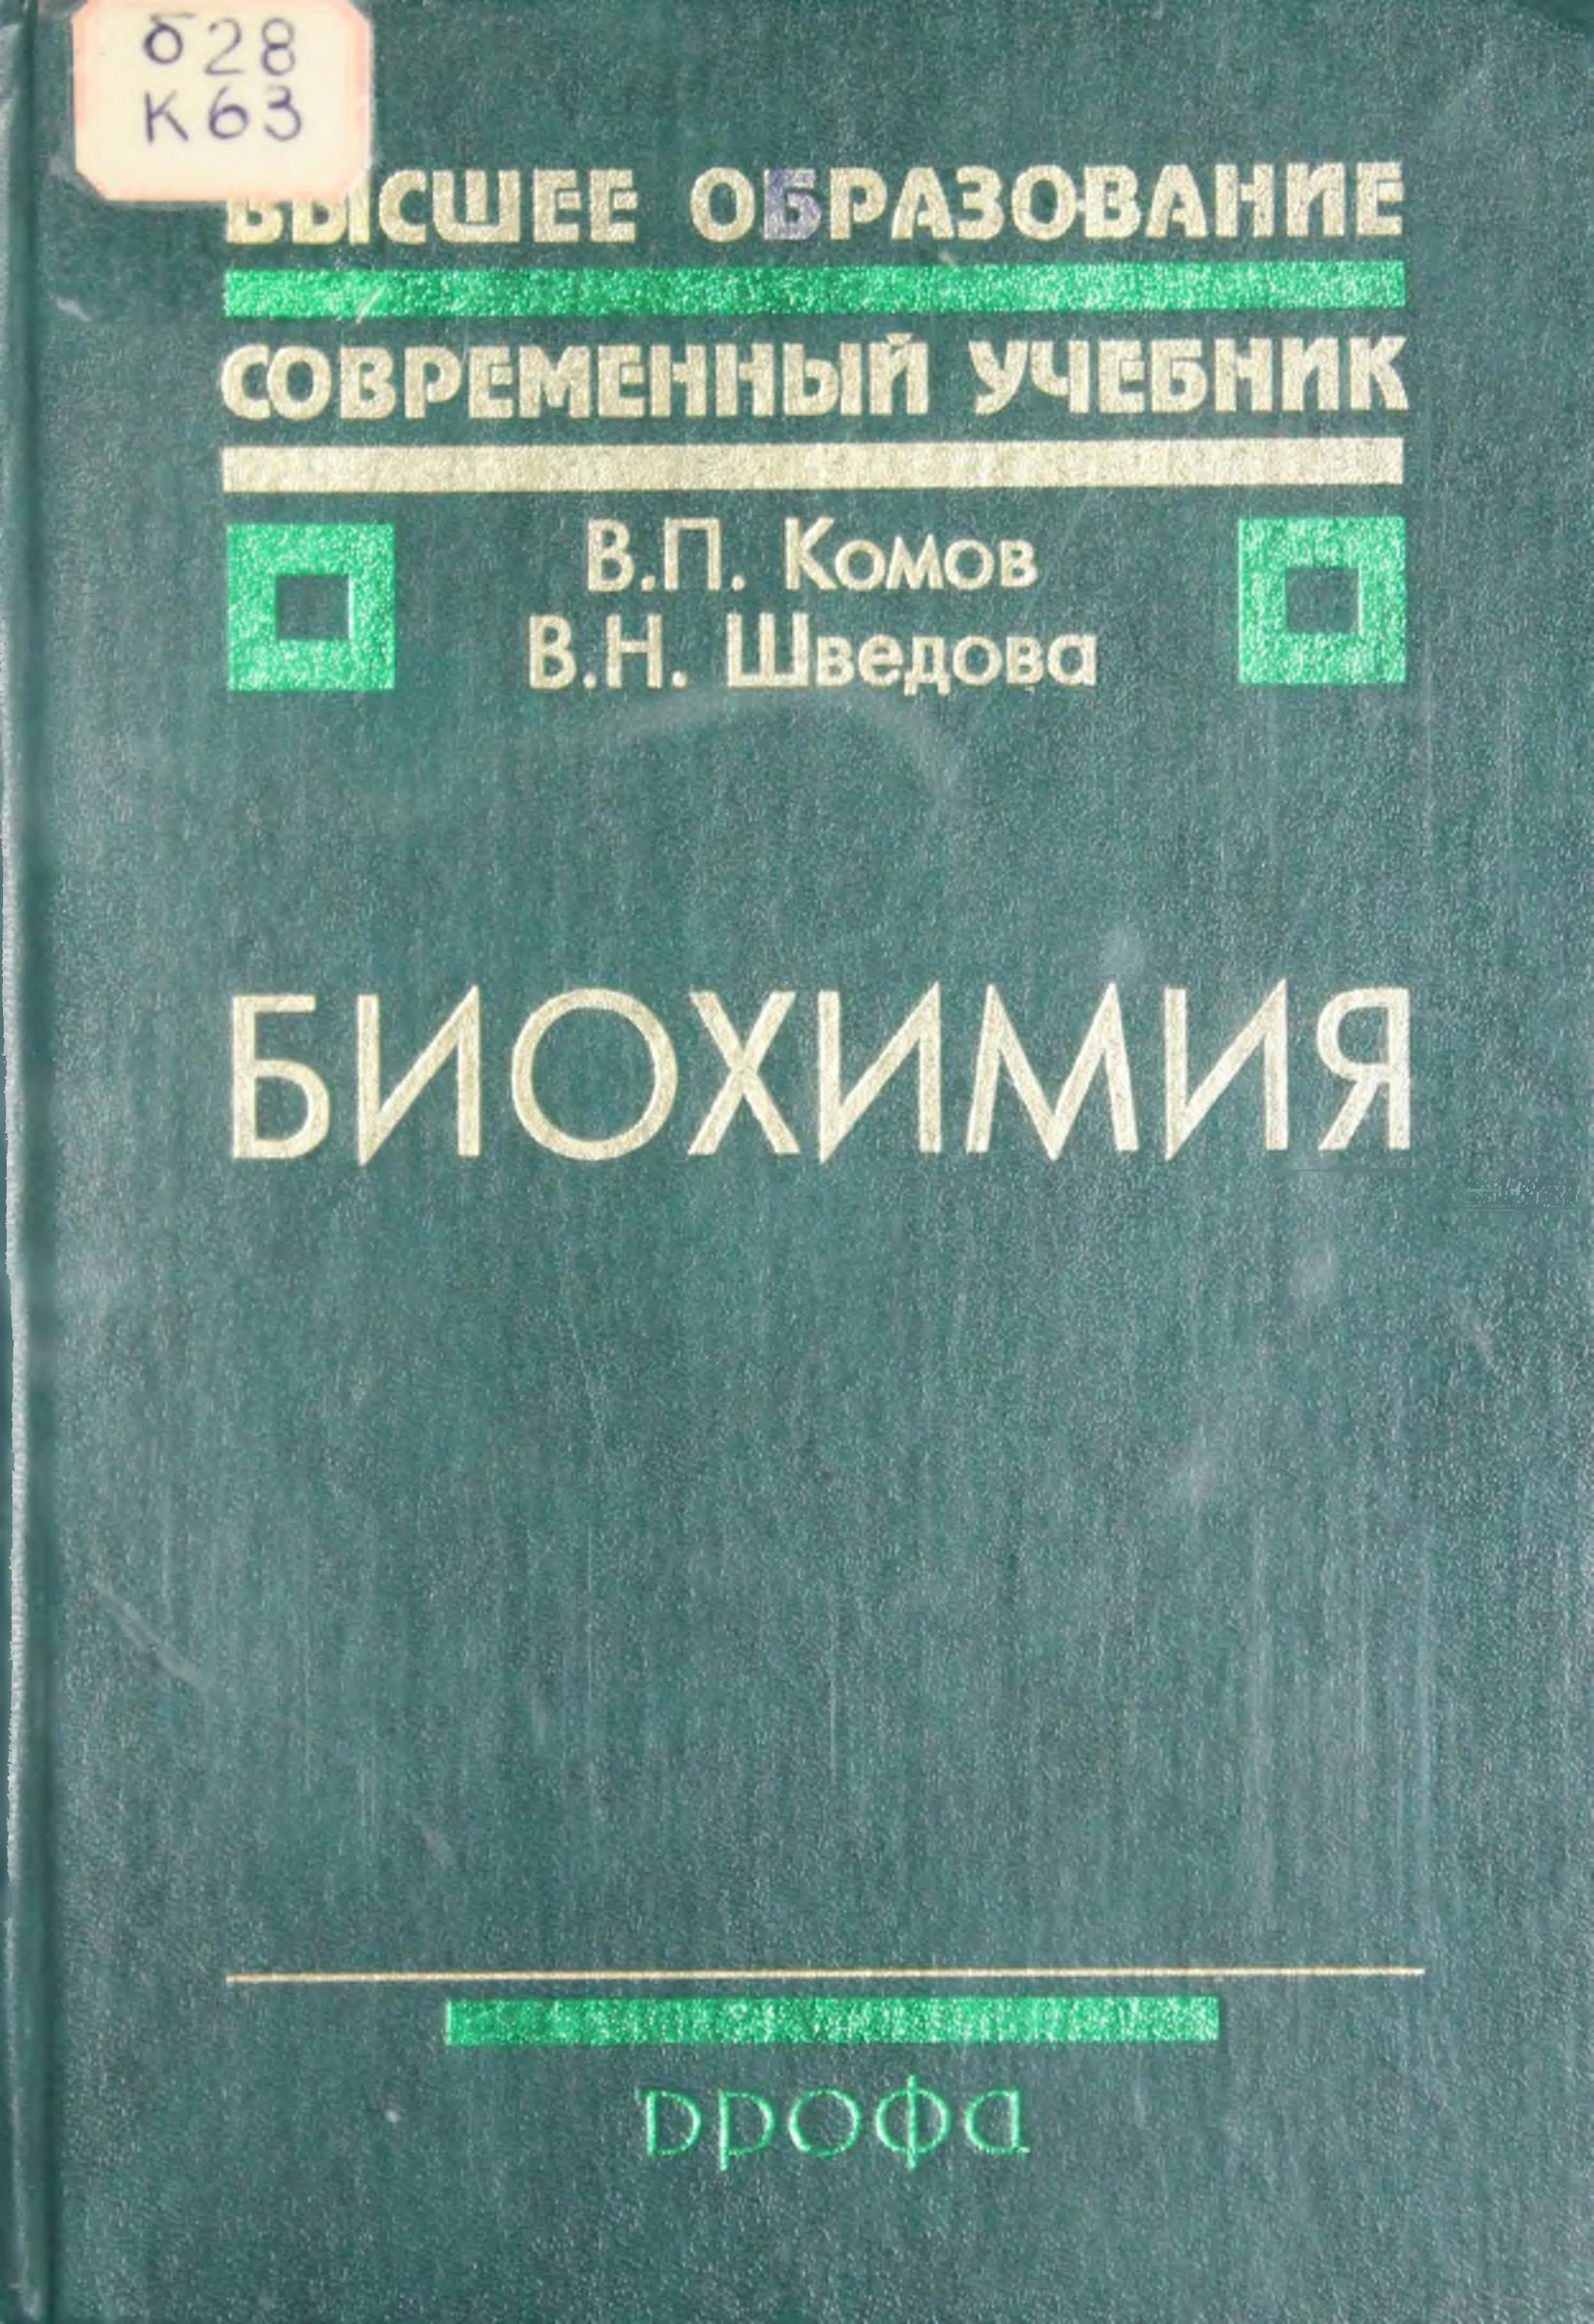 б28
К63
ВЫСШЕЕ ОБРАЗОВАНИЕ
СОВРЕМЕННЫЙ УЧЕБНИК
В.П. Комов
В.Н. Шведова
БИОХИМИЯ
дрофа